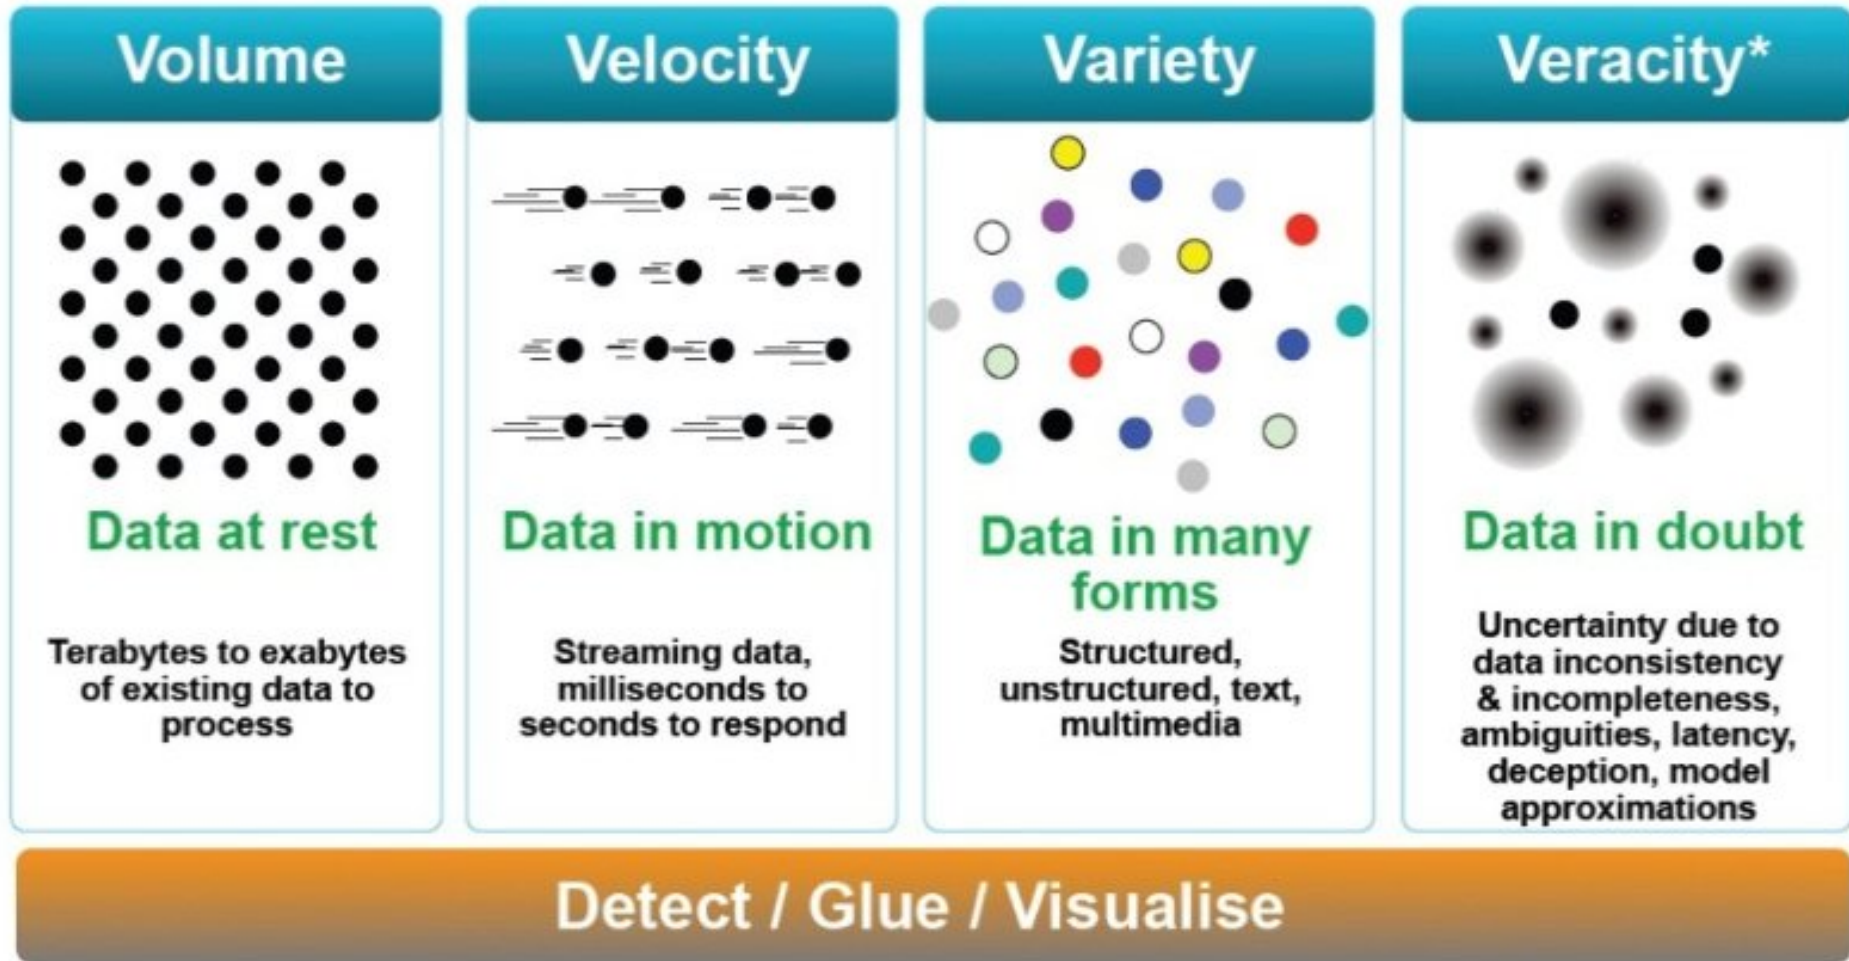 Volume
Data at rest
Terabytes to exabytes
of existing data to
process
Velocity
Data in motion
Streaming data,
milliseconds to
seconds to respond
Variety
Data in many
forms
Structured,
unstructured, text,
multimedia
Veracity*
Data in doubt
Uncertainty due to
data inconsistency
& incompleteness,
ambiguities, latency,
deception, model
approximations
Detect / Glue / Visualise